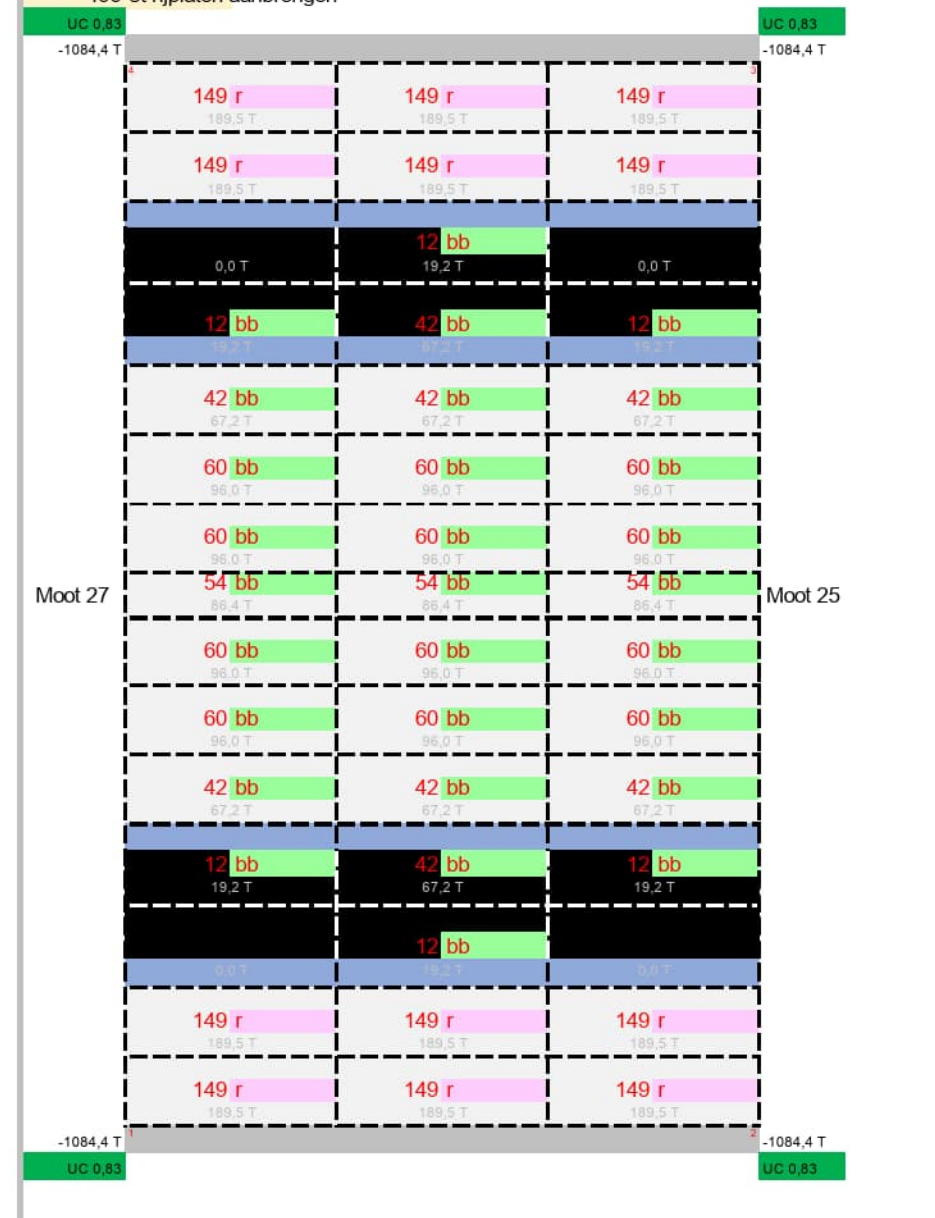 UC 0,83 UC 0,83
-1084,4 T -1084,4 T
4 3
149 r 149 r 149 r
189,5 T 189,5 T 189,5 T
149 r 149 r 149 r
189,5 T 189,5 T 189,5 T
12 bb
0,0 T 19,2 T 0,0 T
12 bb 42 bb 12 bb
19,2 T 67,2 T 19,2 T
42 bb 42 bb 42 bb
67,2 T 67,2 T 67,2 T
60 bb 60 bb 60 bb
96,0 T 96,0 T 96,0 T
60 bb 60 bb 60 bb
96,0 T 96,0 T 96,0 T
54 bb 54 bb 54 bb
Moot 27 Moot 25
86,4 T 86,4 T 86,4 T
60 bb 60 bb 60 bb
96,0 T 96,0 T 96,0 T
60 bb 60 bb 60 bb
96,0 T 96,0 T 96,0 T
42 bb 42 bb 42 bb
67,2 T 67,2 T 67,2 T
12 bb 42 bb 12 bb
19,2 T 67,2 T 19,2 T
12 bb
0,0 T 19,2 T 0,0 T
149 r 149 r 149 r
189,5 T 189,5 T 189,5 T
149 r 149 r 149 r
189,5 T 189,5 T 189,5 T
1 2
-1084,4 T -1084,4 T
UC 0,83 UC 0,83